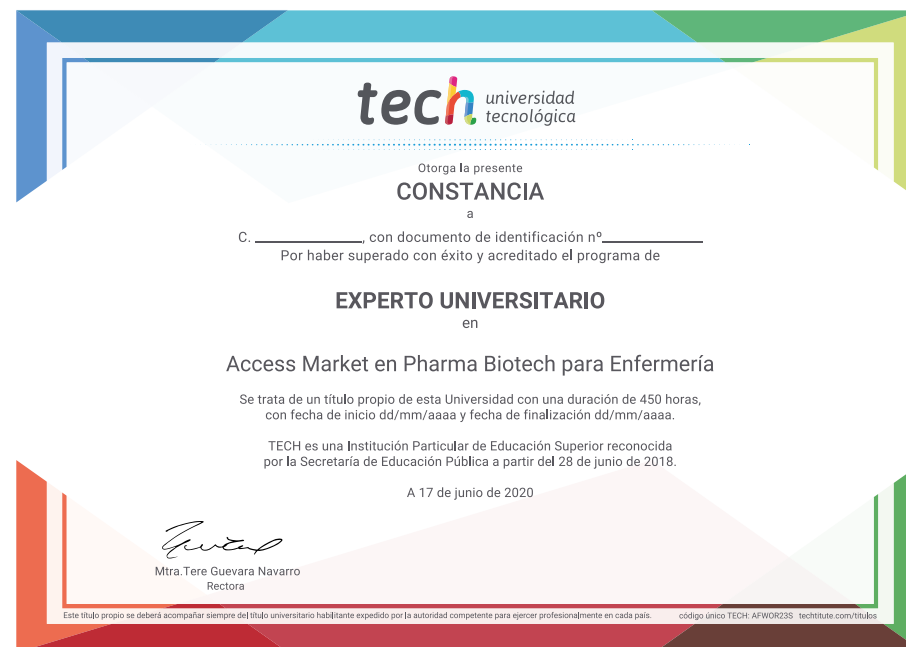 tech universidad
tecnológica
Otorga la presente
CONSTANCIA
a
C. ____________, con documento de identificación nº____________
Por haber superado con éxito y acreditado el programa de
EXPERTO UNIVERSITARIO
en
Access Market en Pharma Biotech para Enfermería
Se trata de un título propio de esta Universidad con una duración de 450 horas,
con fecha de inicio dd/mm/aaaa y fecha de finalización dd/mm/aaaa.
TECH es una Institución Particular de Educación Superior reconocida
por la Secretaría de Educación Pública a partir del 28 de junio de 2018.
A 17 de junio de 2020
Mtra.Tere Guevara Navarro
Rectora
Este título propio se deberá acompañar siempre del título universitario habilitante expedido por la autoridad competente para ejercer profesionalmente en cada país. código único TECH: AFWOR23S techtitute.com/titulos